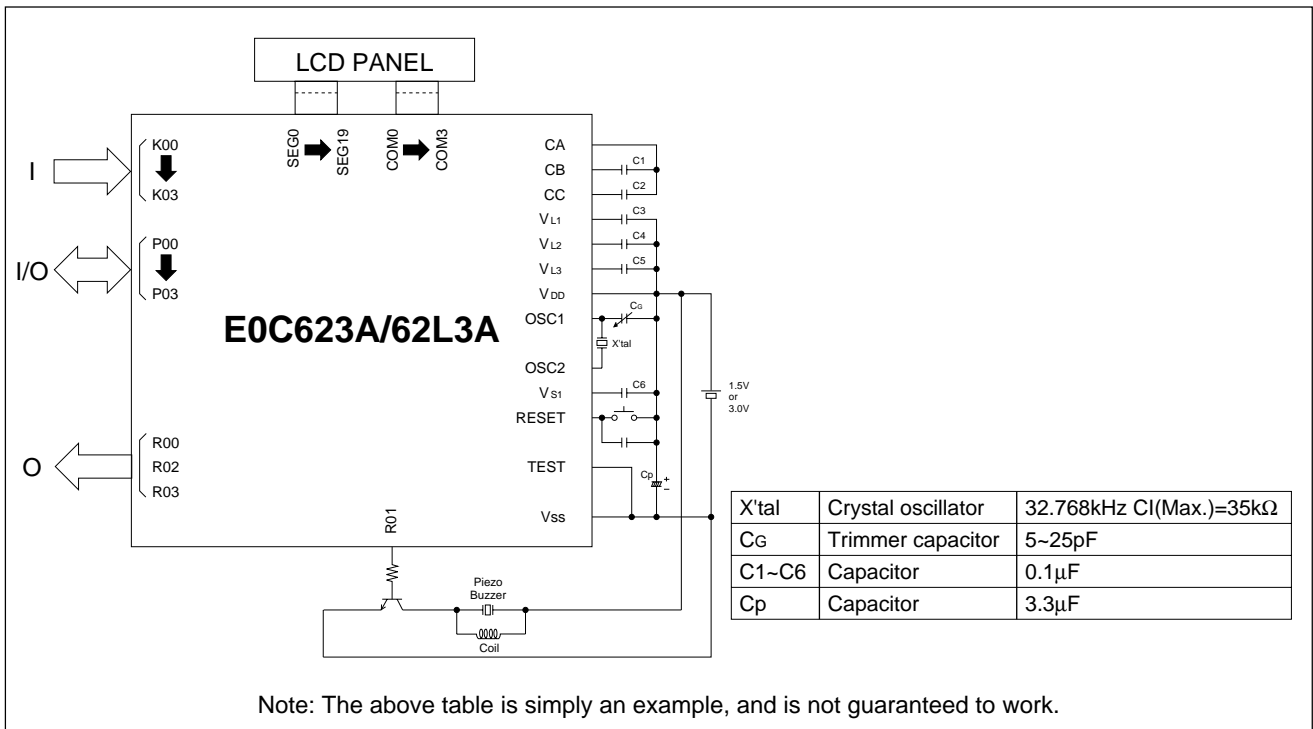 LCD PANEL
SEG0
SEG19
COM0
COM3
I
K00
K03
I/O
P00
P03
E0C623A/62L3A
O
R00
R02
R03
R01
CA
CB
CC
VL1
VL2
VL3
VDD
OSC1
OSC2
VS1
RESET
TEST
Vss
C1
C2
C3
C4
C5
CG
X'tal
C6
Cp
+
–
1.5V
or
3.0V
Piezo
Buzzer
Coil
X'tal Crystal oscillator 32.768kHz CI(Max.)=35kΩ
CG Trimmer capacitor 5~25pF
C1~C6 Capacitor 0.1µF
Cp Capacitor 3.3µF
Note: The above table is simply an example, and is not guaranteed to work.